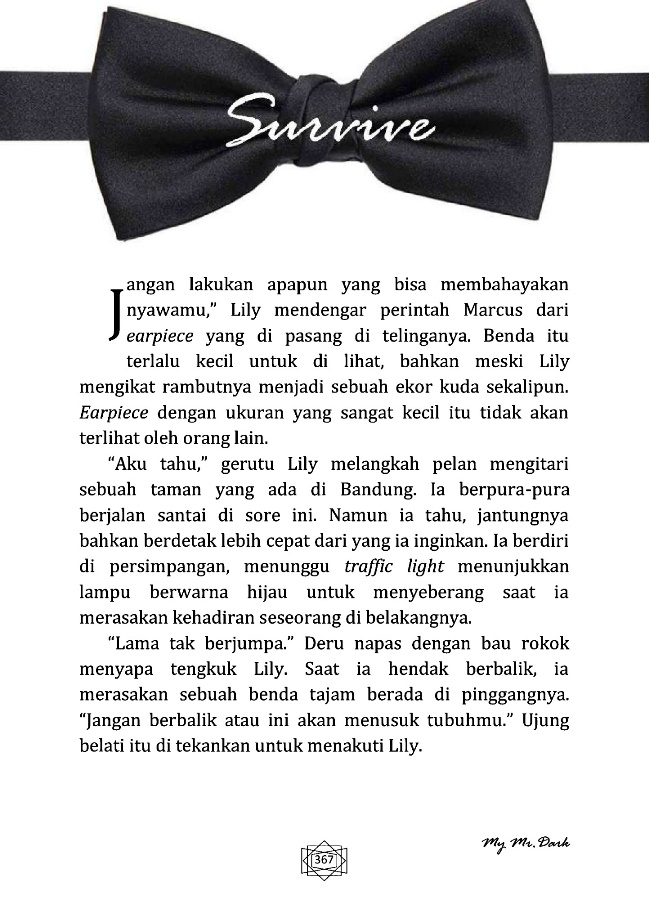 Survive
Jangan lakukan apapun yang bisa membahayakan
nyawamu,” Lily mendengar perintah Marcus dari
earpiece yang di pasang di telinganya. Benda itu
terlalu kecil untuk di lihat, bahkan meski Lily
mengikat rambutnya menjadi sebuah ekor kuda sekalipun.
Earpiece dengan ukuran yang sangat kecil itu tidak akan
terlihat oleh orang lain.
“Aku tahu,” gerutu Lily melangkah pelan mengitari
sebuah taman yang ada di Bandung. Ia berpura-pura
berjalan santai di sore ini. Namun ia tahu, jantungnya
bahkan berdetak lebih cepat dari yang ia inginkan. Ia berdiri
di persimpangan, menunggu traffic light menunjukkan
lampu berwarna hijau untuk menyeberang saat ia
merasakan kehadiran seseorang di belakangnya.
“Lama tak berjumpa.” Deru napas dengan bau rokok
menyapa tengkuk Lily. Saat ia hendak berbalik, ia
merasakan sebuah benda tajam berada di pinggangnya.
“Jangan berbalik atau ini akan menusuk tubuhmu.” Ujung
belati itu di tekankan untuk menakuti Lily.
My Mr. Dark
367